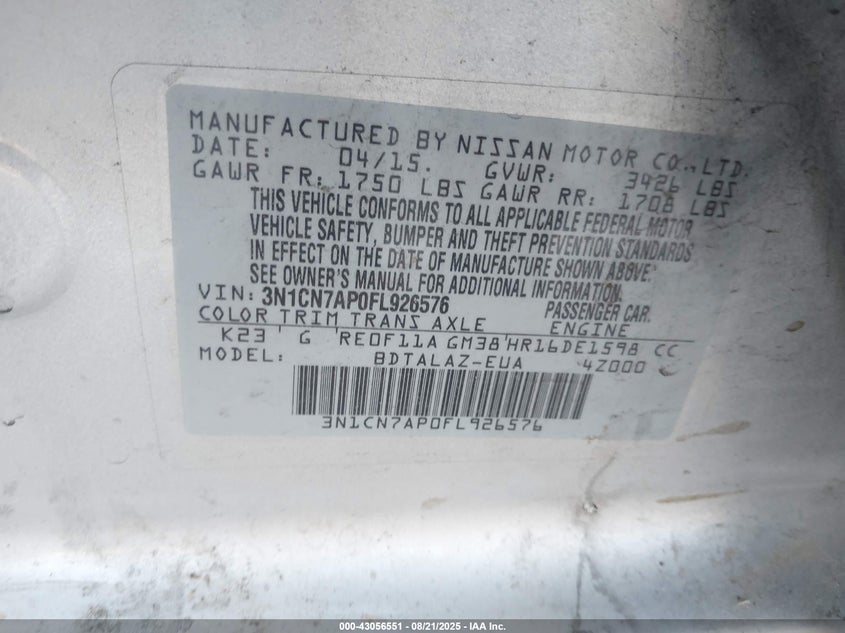 MANUFACTURED BY NISSAN MOTOR CO.,LTD.
DATE: 04/15. GVWR: 3426 LBS
GAWR FR: 1750 LBS GAWR RR: 1708 LBS
THIS VEHICLE CONFORMS TO ALL APPLICABLE FEDERAL MOTOR
VEHICLE SAFETY, BUMPER AND THEFT PREVENTION STANDARDS
IN EFFECT ON THE DATE OF MANUFACTURE SHOWN ABOVE.
SEE OWNER'S MANUAL FOR ADDITIONAL INFORMATION.
VIN: 3N1CN7AP0FL926576 PASSENGER CAR.
COLOR TRIM TRANS AXLE ENGINE
K23 G RE0F11A GM38 HR16DE1598 CC
MODEL: BDTALAZ-EUA 4Z000
3N1CN7AP0FL926576
000-43056551 - 08/21/2025 - IAA Inc.